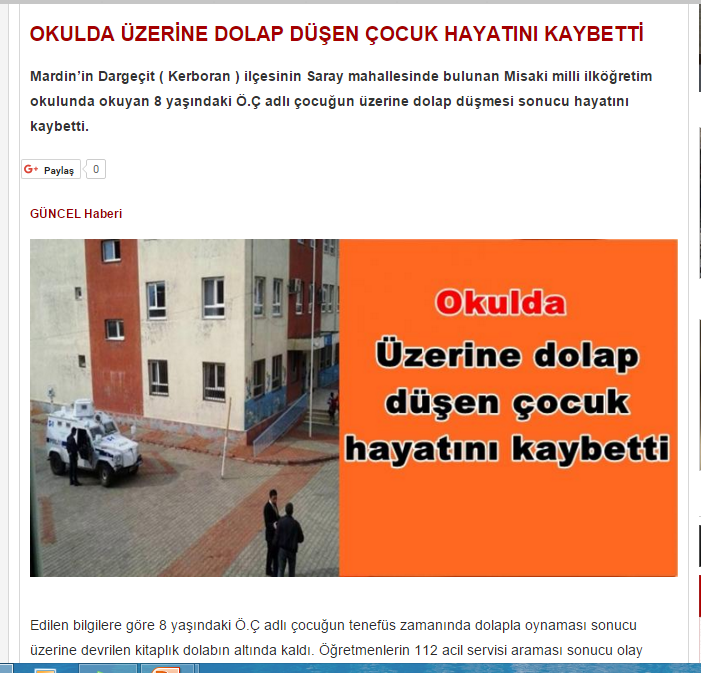 OKULDA ÜZERİNE DOLAP DÜŞEN ÇOCUK HAYATINI KAYBETTİ
Mardin'in Dargeçit ( Kerboran ) ilçesinin Saray mahallesinde bulunan Misaki milli ilköğretim
okulunda okuyan 8 yaşındaki Ö.Ç adlı çocuğun üzerine dolap düşmesi sonucu hayatını
kaybetti.
G+ Paylaş 0
GÜNCEL Haberi
Okulda
Üzerine dolap
düşen çocuk
hayatını kaybetti
Edilen bilgilere göre 8 yaşındaki Ö.Ç adlı çocuğun tenefüs zamanında dolapla oynaması sonucu
üzerine devrilen kitaplık dolabın altında kaldı. Öğretmenlerin 112 acil servisi araması sonucu olay